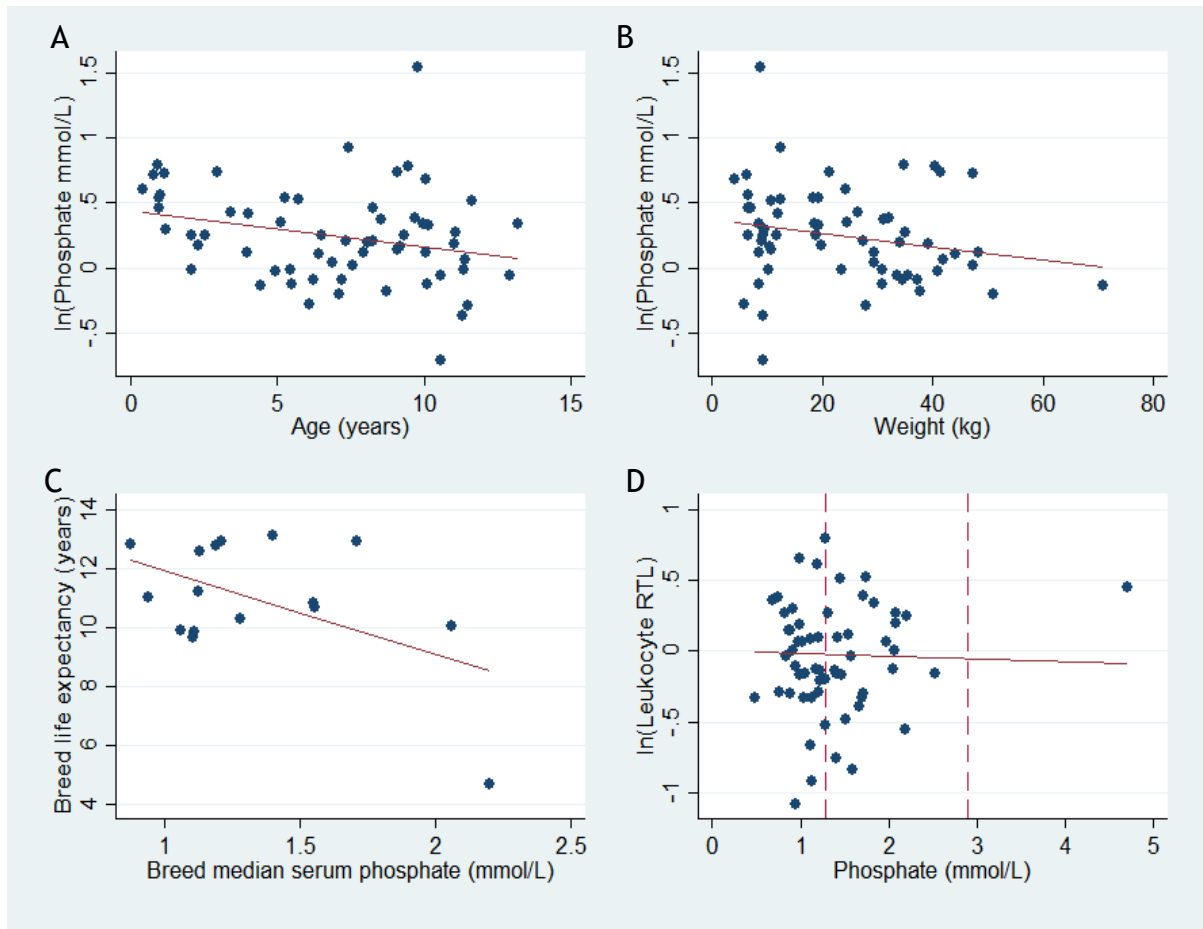 A
ln(Phosphate mmol/L)
1.5
1
.5
0
-.5
0 5 10 15
Age (years)
B
ln(Phosphate mmol/L)
1.5
1
.5
0
-.5
0 20 40 60 80
Weight (kg)
C
Breed life expectancy (years)
14
12
10
8
6
4
1 1.5 2 2.5
Breed median serum phosphate (mmol/L)
D
ln(Leukocyte RTL)
1
.5
0
-.5
-1
0 1 2 3 4 5
Phosphate (mmol/L)